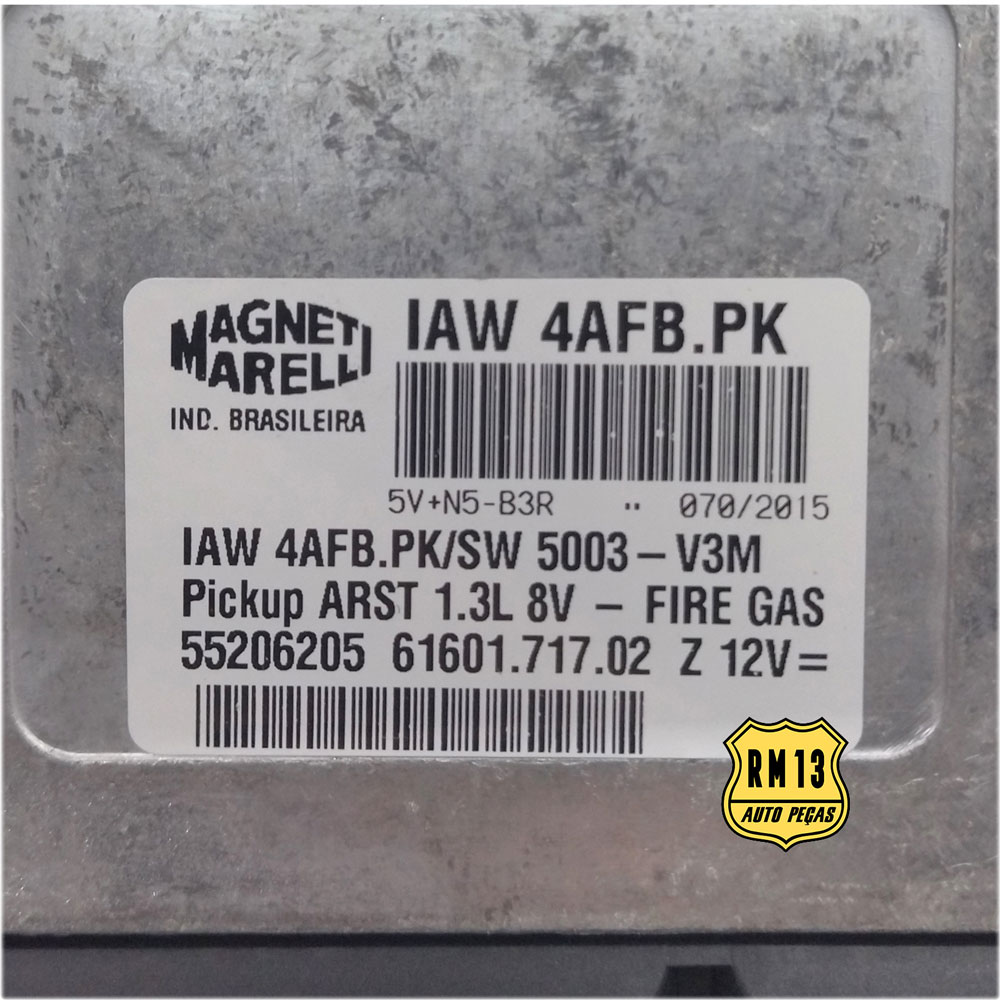 MAGNETI
MARELLI
IND. BRASILEIRA
IAW 4AFB.PK
5V+N5-B3R .. 070/2015
IAW 4AFB.PK/SW 5003 – V3M
Pickup ARST 1.3L 8V – FIRE GAS
55206205 61601.717.02 Z 12V=
RM 13
AUTO PEÇAS